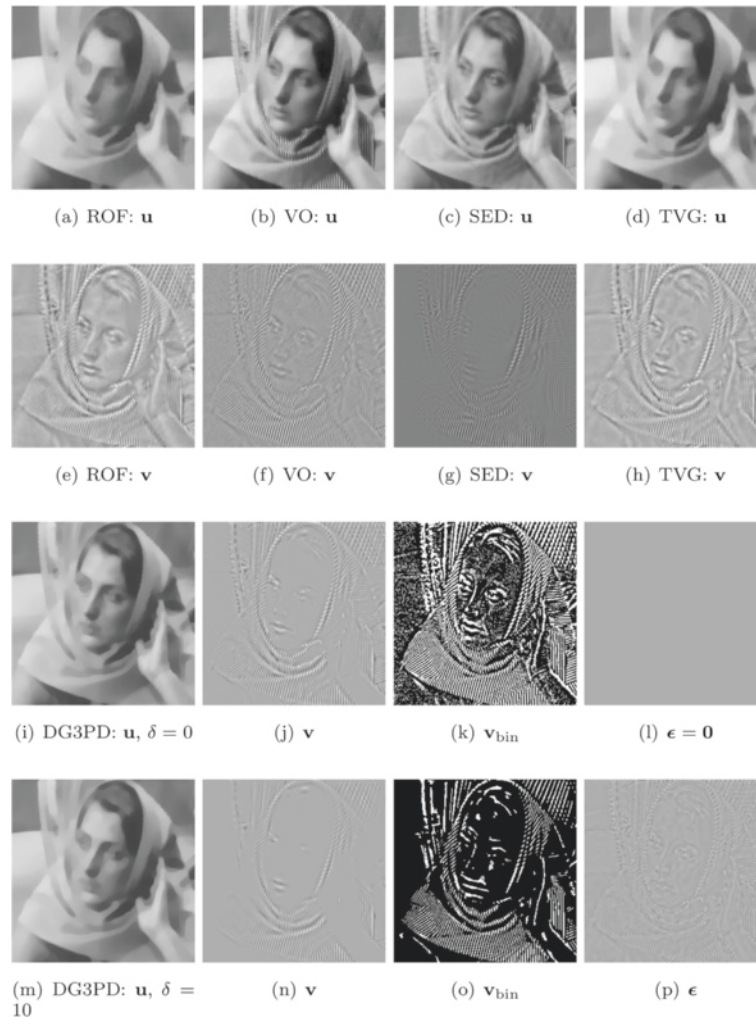 (a) ROF: u
(b) VO: u
(c) SED: u
(d) TVG: u
(e) ROF: v
(f) VO: v
(g) SED: v
(h) TVG: v
(i) DG3PD: u, δ = 0
(j) v
(k) v_bin
(l) ϵ = 0
(m) DG3PD: u, δ =
10
(n) v
(o) v_bin
(p) ϵ